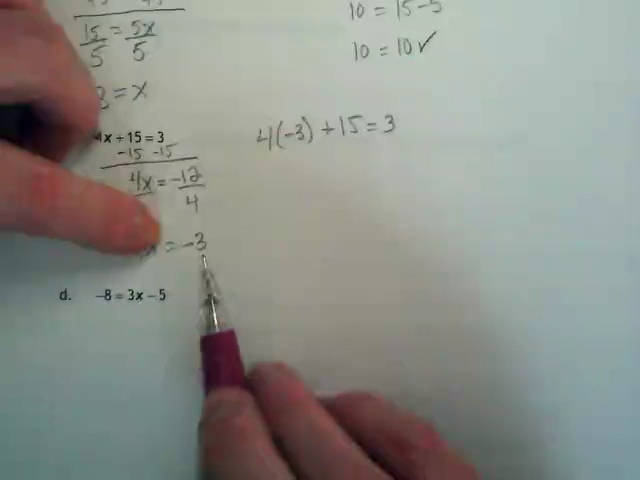 15 = 5x
5 5
3 = x
10 = 15-5
10 = 10✓
4x + 15 = 3
-15 -15
4x = -12
4
x = -3
4(-3) + 15 = 3
d. -8 = 3x - 5